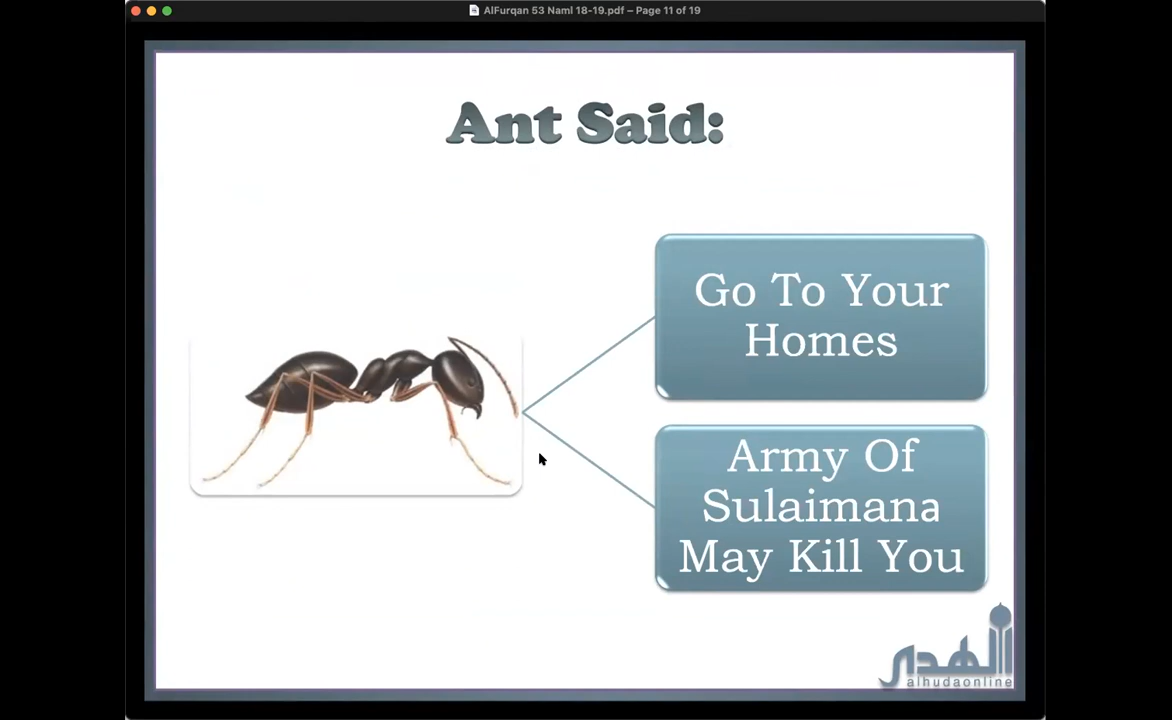 AlFurqan 53 Naml 18-19.pdf – Page 11 of 19
Ant Said:
Go To Your
Homes
Army Of
Sulaimana
May Kill You
الهدى
alhudaonline